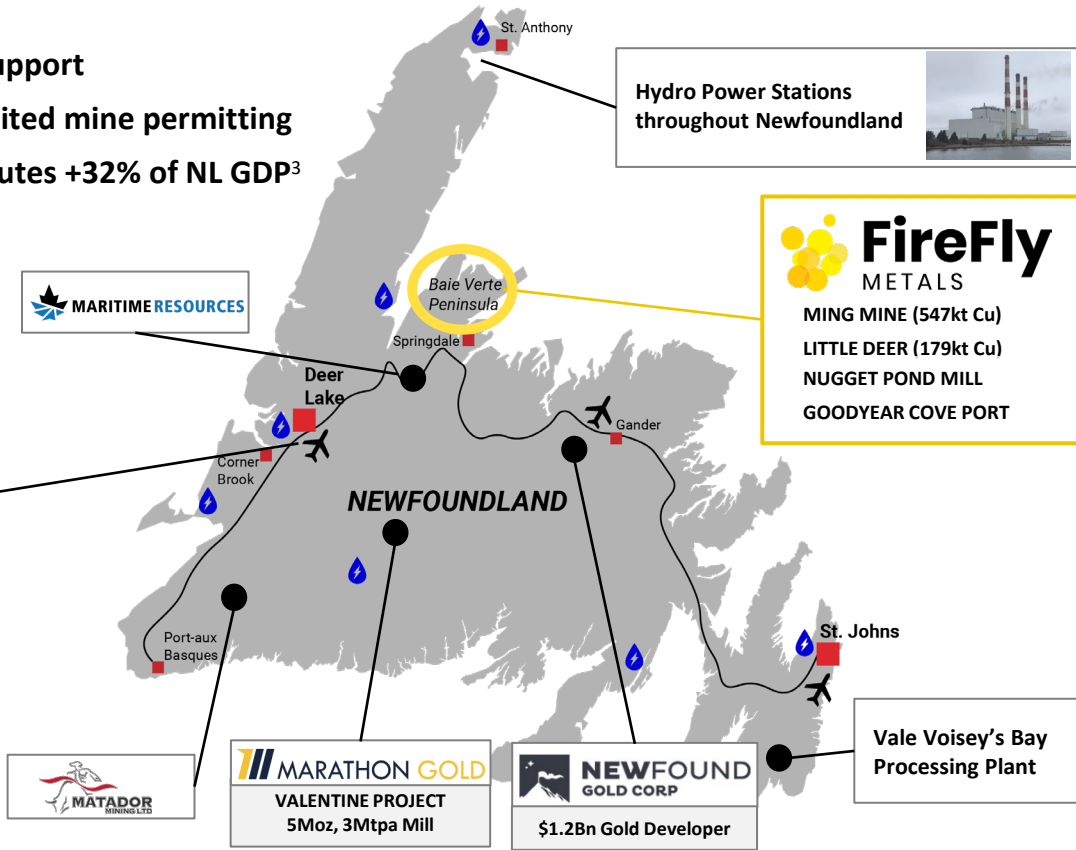 St. Anthony
upport
ited mine permitting
utes +32% of NL GDP3
Hydro Power Stations
throughout Newfoundland
FireFly
METALS
MING MINE (547kt Cu)
LITTLE DEER (179kt Cu)
NUGGET POND MILL
GOODYEAR COVE PORT
MARITIME RESOURCES
Baie Verte
Peninsula
Springdale
Deer
Lake
Corner
Brook
Gander
NEWFOUNDLAND
Port-aux
Basques
St. Johns
MATADOR
MINING LTD
MARATHON GOLD
VALENTINE PROJECT
5Moz, 3Mtpa Mill
NEWFOUND
GOLD CORP
$1.2Bn Gold Developer
Vale Voisey’s Bay
Processing Plant